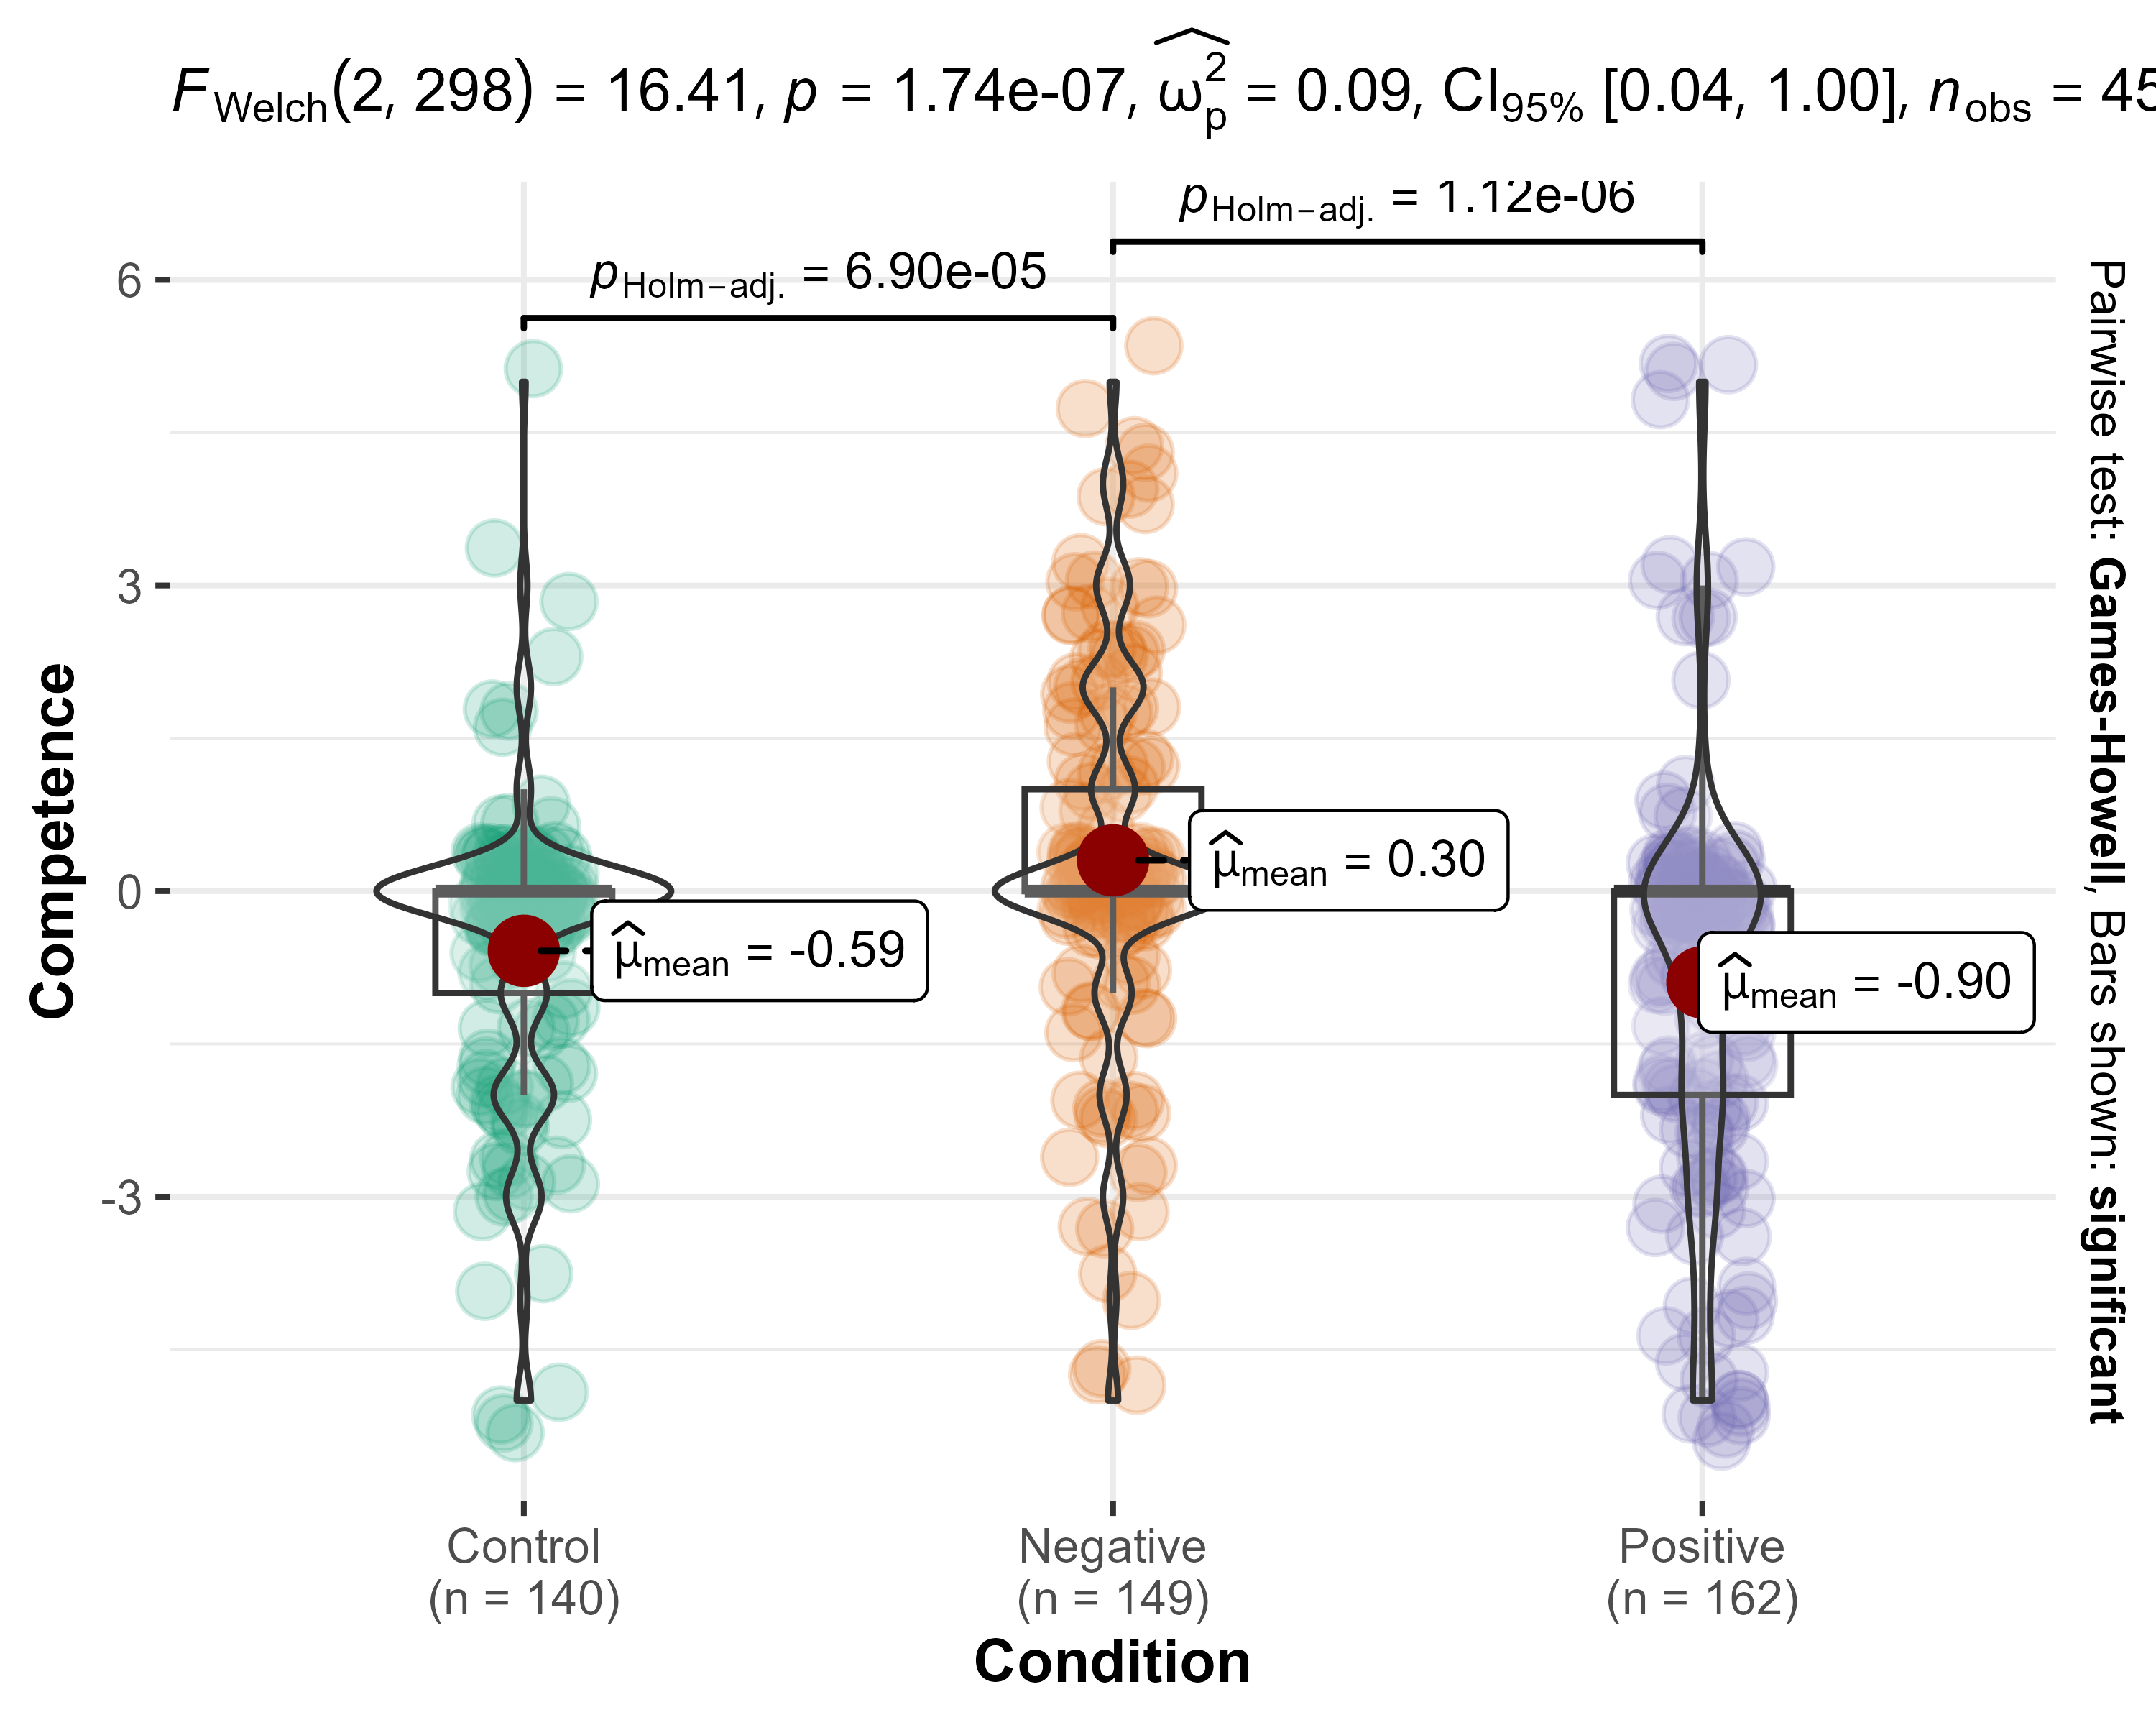 F Welch(2, 298) = 16.41, p = 1.74e-07, ω̂²p = 0.09, CI95% [0.04, 1.00], nobs = 45
pHolm−adj. = 1.12e-06
pHolm−adj. = 6.90e-05
6
3
0
-3
μ̂mean = 0.30
μ̂mean = -0.59
μ̂mean = -0.90
Competence
Pairwise test: Games-Howell, Bars shown: significant
Control
(n = 140)
Negative
(n = 149)
Positive
(n = 162)
Condition